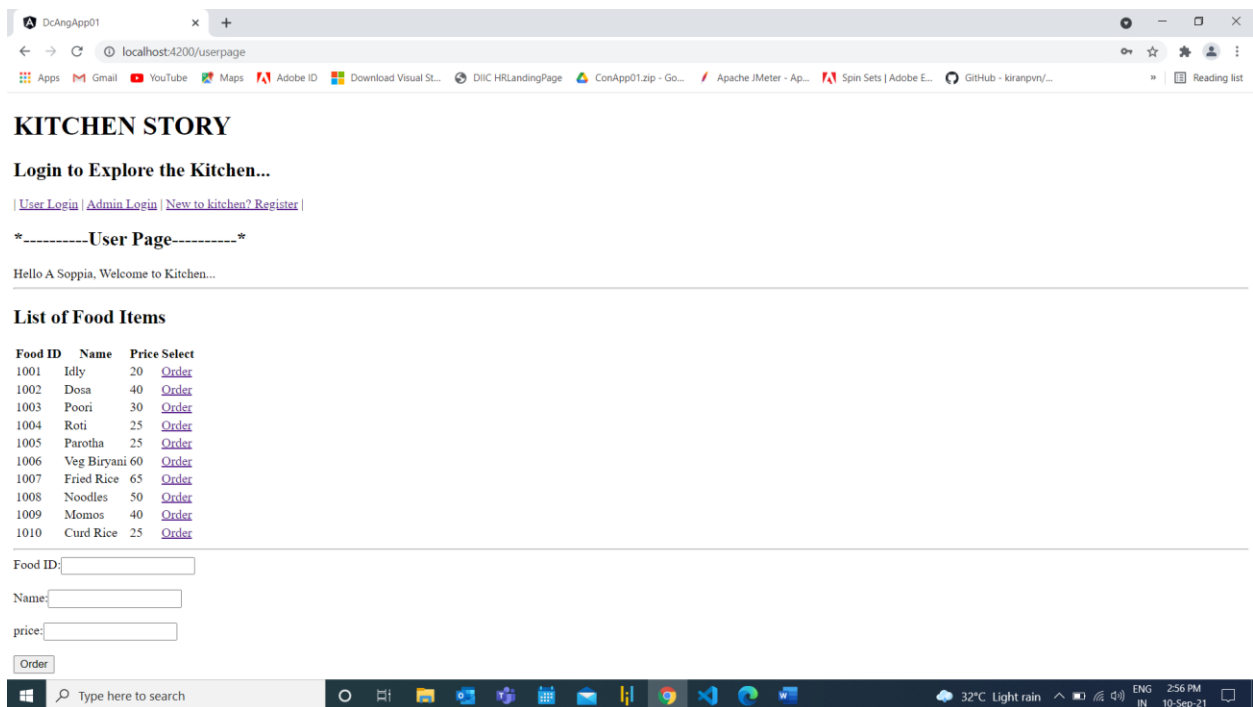 DcAngApp01
localhost:4200/userpage
Apps Gmail YouTube Maps Adobe ID Download Visual St... DIIC HRLandingPage ConApp01.zip - Go... Apache JMeter - Ap... Spin Sets | Adobe E... GitHub - kiranpvn/... » Reading list
KITCHEN STORY
Login to Explore the Kitchen...
| User Login | Admin Login | New to kitchen? Register |
*----------User Page----------*
Hello A Soppia, Welcome to Kitchen...
List of Food Items
Food ID Name Price Select
1001 Idly 20 Order
1002 Dosa 40 Order
1003 Poori 30 Order
1004 Roti 25 Order
1005 Parotha 25 Order
1006 Veg Biryani 60 Order
1007 Fried Rice 65 Order
1008 Noodles 50 Order
1009 Momos 40 Order
1010 Curd Rice 25 Order
Food ID:
Name:
price:
Order
Type here to search
32°C Light rain
ENG
IN
2:56 PM
10-Sep-21